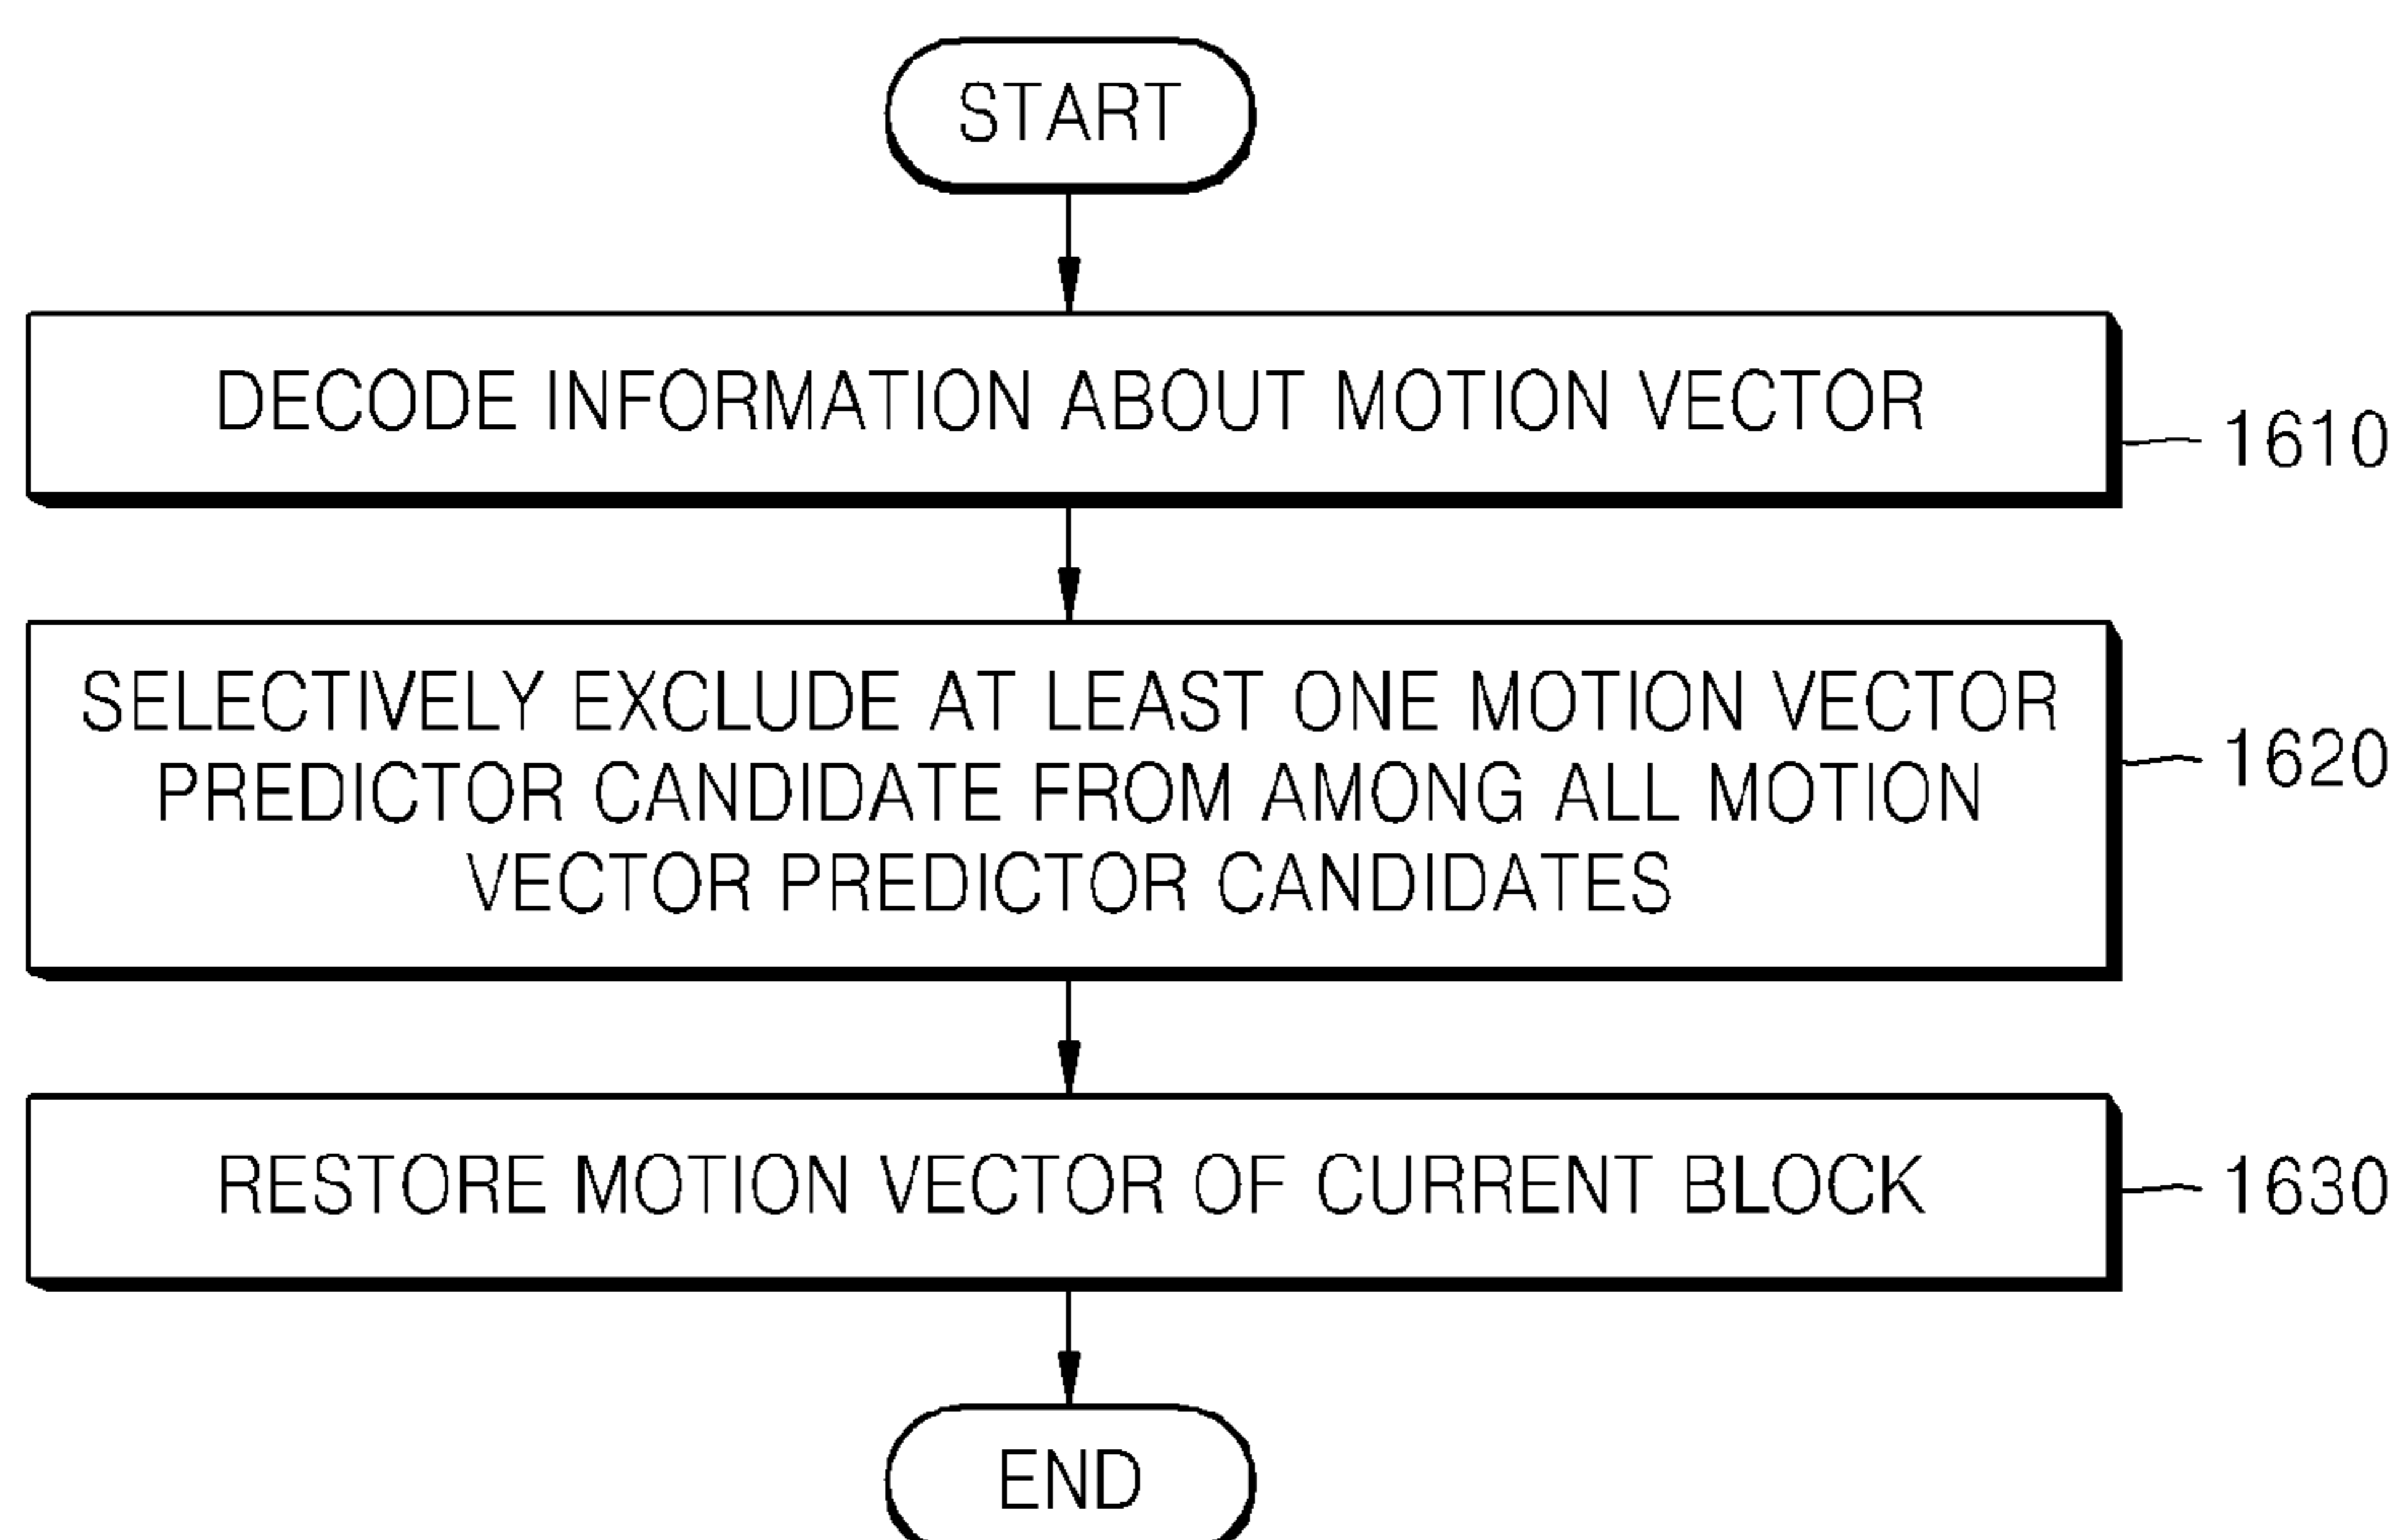 START
DECODE INFORMATION ABOUT MOTION VECTOR
1610
SELECTIVELY EXCLUDE AT LEAST ONE MOTION VECTOR
PREDICTOR CANDIDATE FROM AMONG ALL MOTION
VECTOR PREDICTOR CANDIDATES
1620
RESTORE MOTION VECTOR OF CURRENT BLOCK
1630
END